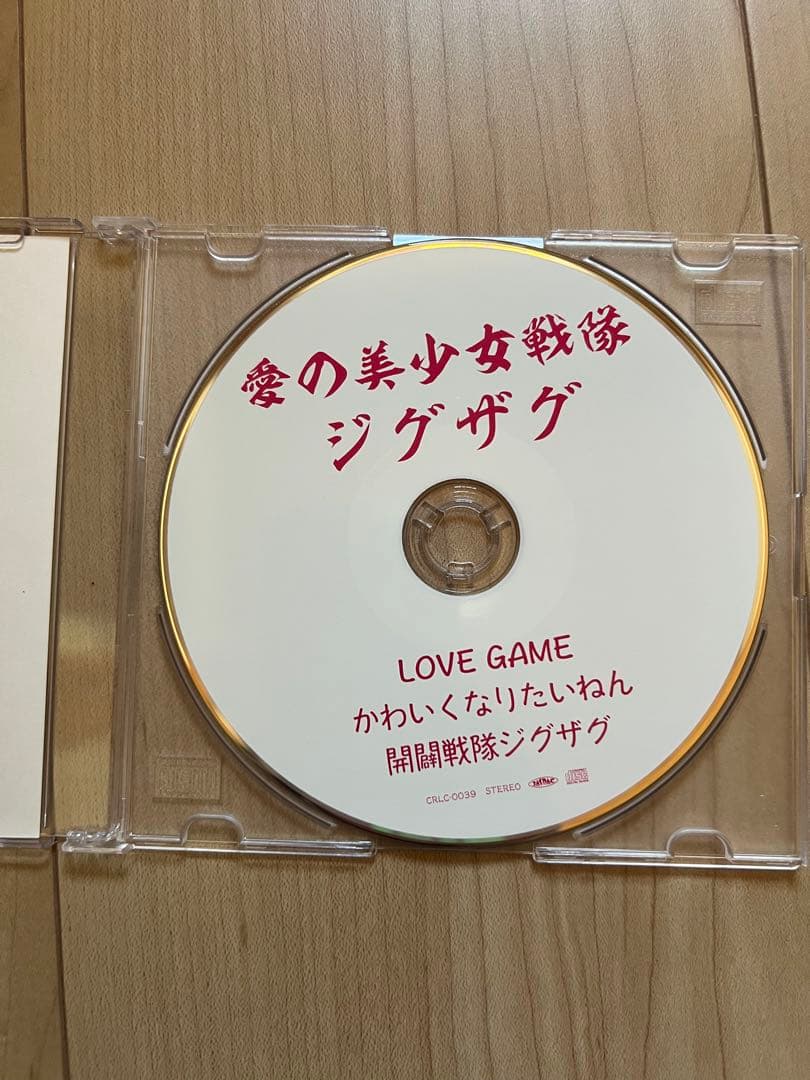 愛の美少女戦隊
ジグザグ
LOVE GAME
かわいくなりたいねん
開闢戦隊ジグザグ
CRLC-0039 STEREO JASRAC